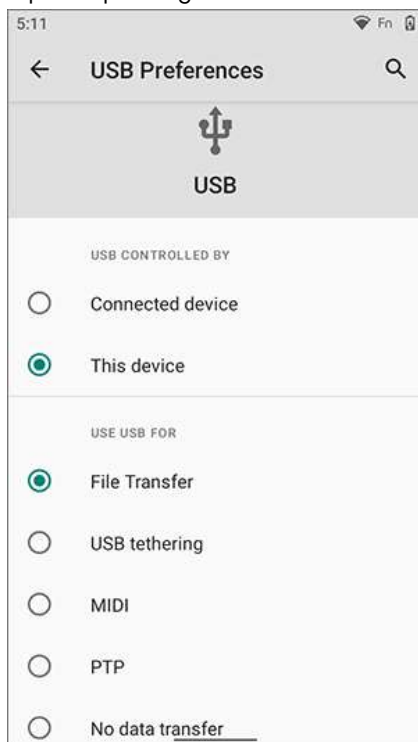 5:11 Fn
USB Preferences
USB
USB CONTROLLED BY
Connected device
This device
USE USB FOR
File Transfer
USB tethering
MIDI
PTP
No data transfer